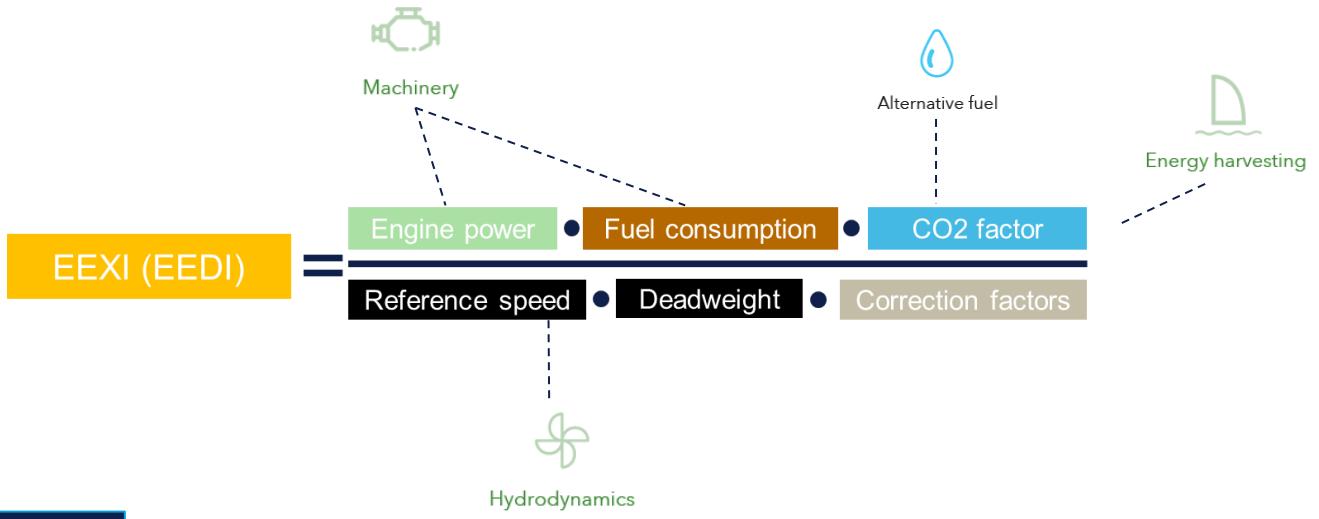 Machinery
Alternative fuel
Energy harvesting
Engine power • Fuel consumption • CO2 factor
EEXI (EEDI) =
Reference speed • Deadweight • Correction factors
Hydrodynamics